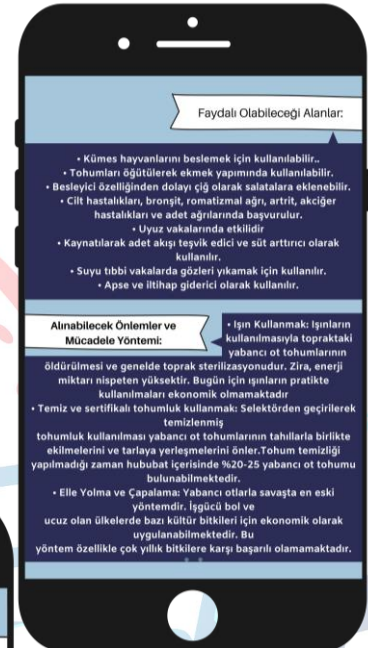 Faydalı Olabileceği Alanlar:
• Kümes hayvanlarını beslemek için kullanılabilir..
• Tohumları öğütülerek ekmek yapımında kullanılabilir.
• Besleyici özelliğinden dolayı çiğ olarak salatalara eklenebilir.
• Cilt hastalıkları, bronşit, romatizmal ağrı, artrit, akciğer
hastalıkları ve adet ağrılarında başvurulur.
• Uyuz vakalarında etkilidir
• Kaynatılarak adet akışı teşvik edici ve süt arttırıcı olarak
kullanılır.
• Suyu tıbbi vakalarda gözleri yıkamak için kullanılır.
• Apse ve iltihap giderici olarak kullanılır.
Alınabilecek Önlemler ve
Mücadele Yöntemi:
• Işın Kullanmak: Işınların
kullanılmasıyla topraktaki
yabancı ot tohumlarının
öldürülmesi ve genelde toprak sterilizasyonudur. Zira, enerji
miktarı nispeten yüksektir. Bugün için ışınların pratikte
kullanılmaları ekonomik olmamaktadır
• Temiz ve sertifikalı tohumluk kullanmak: Selektörden geçirilerek
temizlenmiş
tohumluk kullanılması yabancı ot tohumlarının tahıllarla birlikte
ekilmelerini ve tarlaya yerleşmelerini önler.Tohum temizliği
yapılmadığı zaman hububat içerisinde %20-25 yabancı ot tohumu
bulunabilmektedir.
• Elle Yolma ve Çapalama: Yabancı otlarla savaşta en eski
yöntemdir. İşgücü bol ve
ucuz olan ülkelerde bazı kültür bitkileri için ekonomik olarak
uygulanabilmektedir. Bu
yöntem özellikle çok yıllık bitkilere karşı başarılı olamamaktadır.